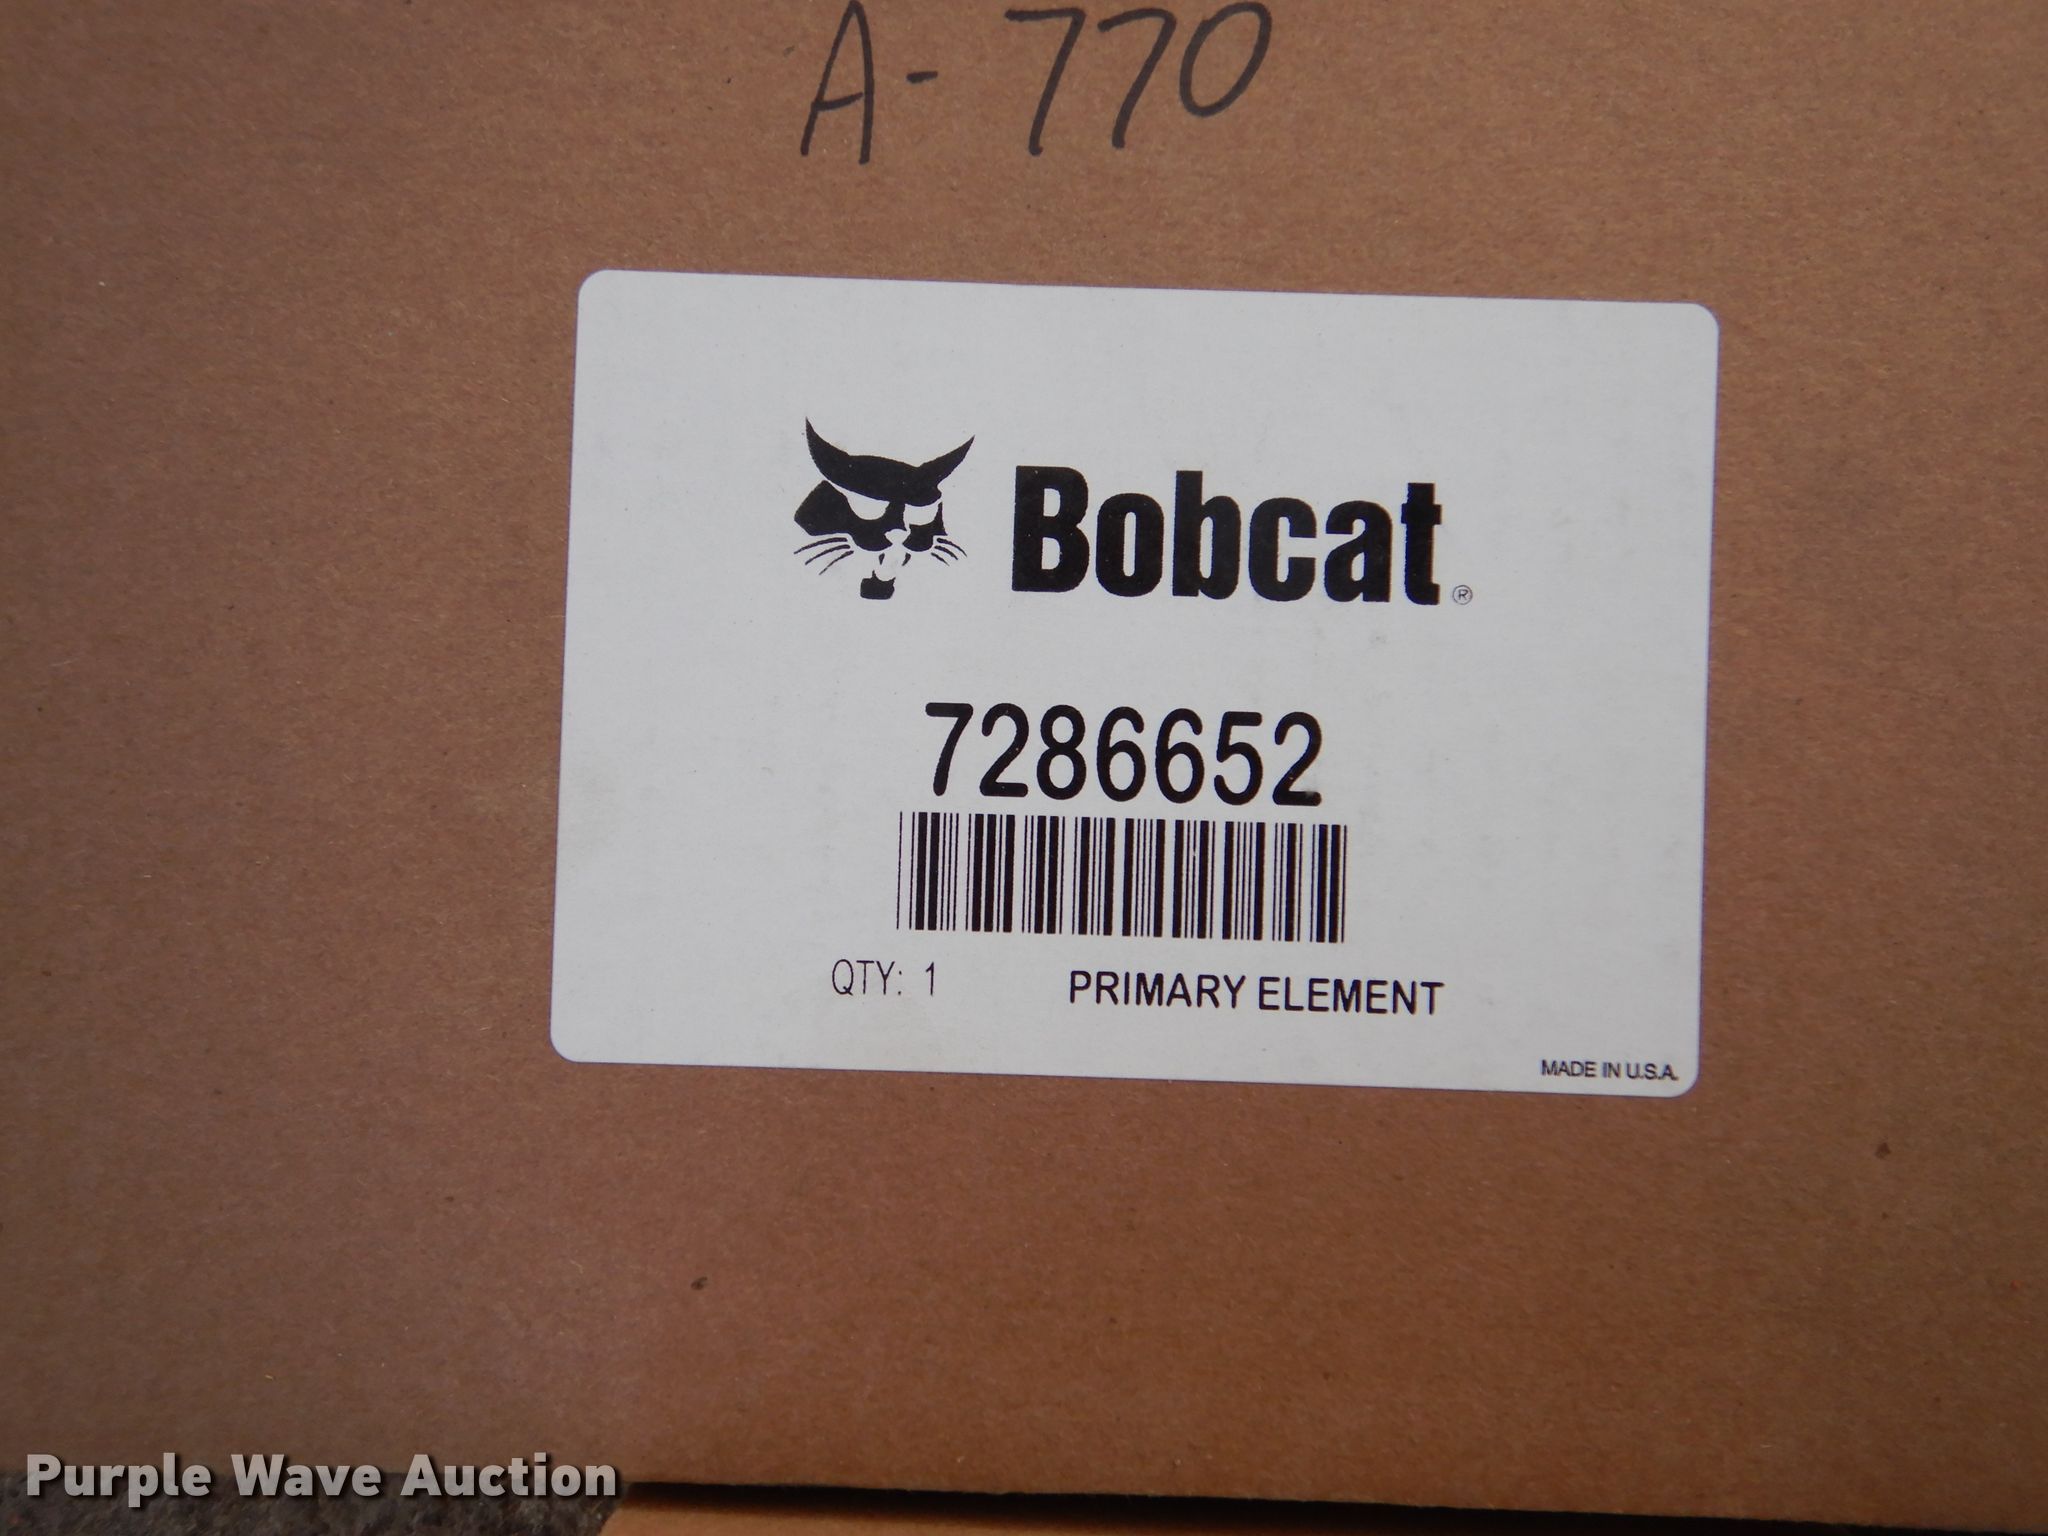 A-770
Bobcat®
7286652
QTY: 1 PRIMARY ELEMENT
MADE IN U.S.A.
Purple Wave Auction